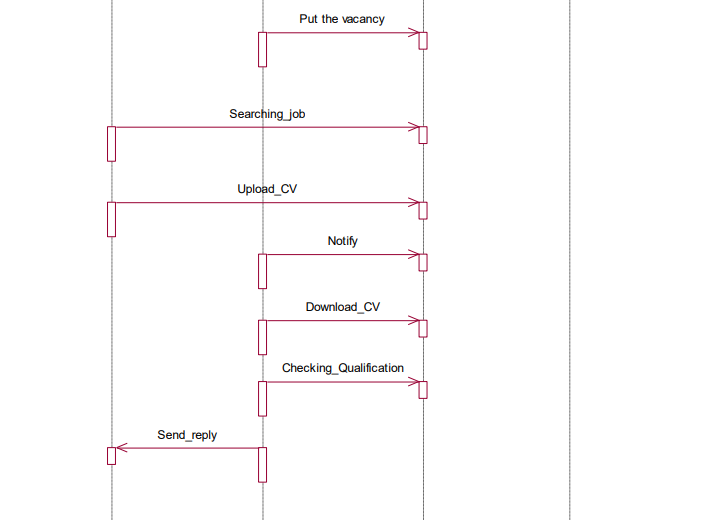 Put the vacancy
Searching_job
Upload_CV
Notify
Download_CV
Checking_Qualification
Send_reply